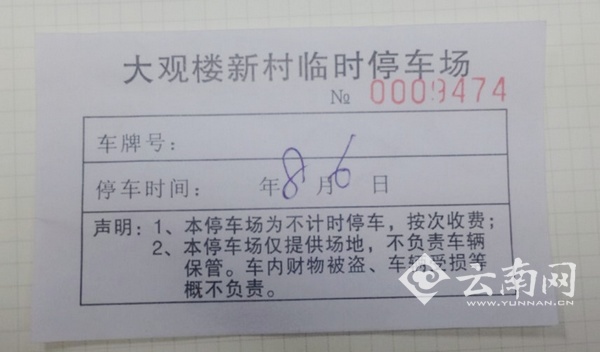 大观楼新村临时停车场
№ 0009474
车牌号：
停车时间： 年8月6日
声明：1、本停车场为不计时停车，按次收费；
2、本停车场仅提供场地，不负责车辆
保管。车内财物被盗、车辆受损等
概不负责。
云南网
WWW.YUNNAN.CN